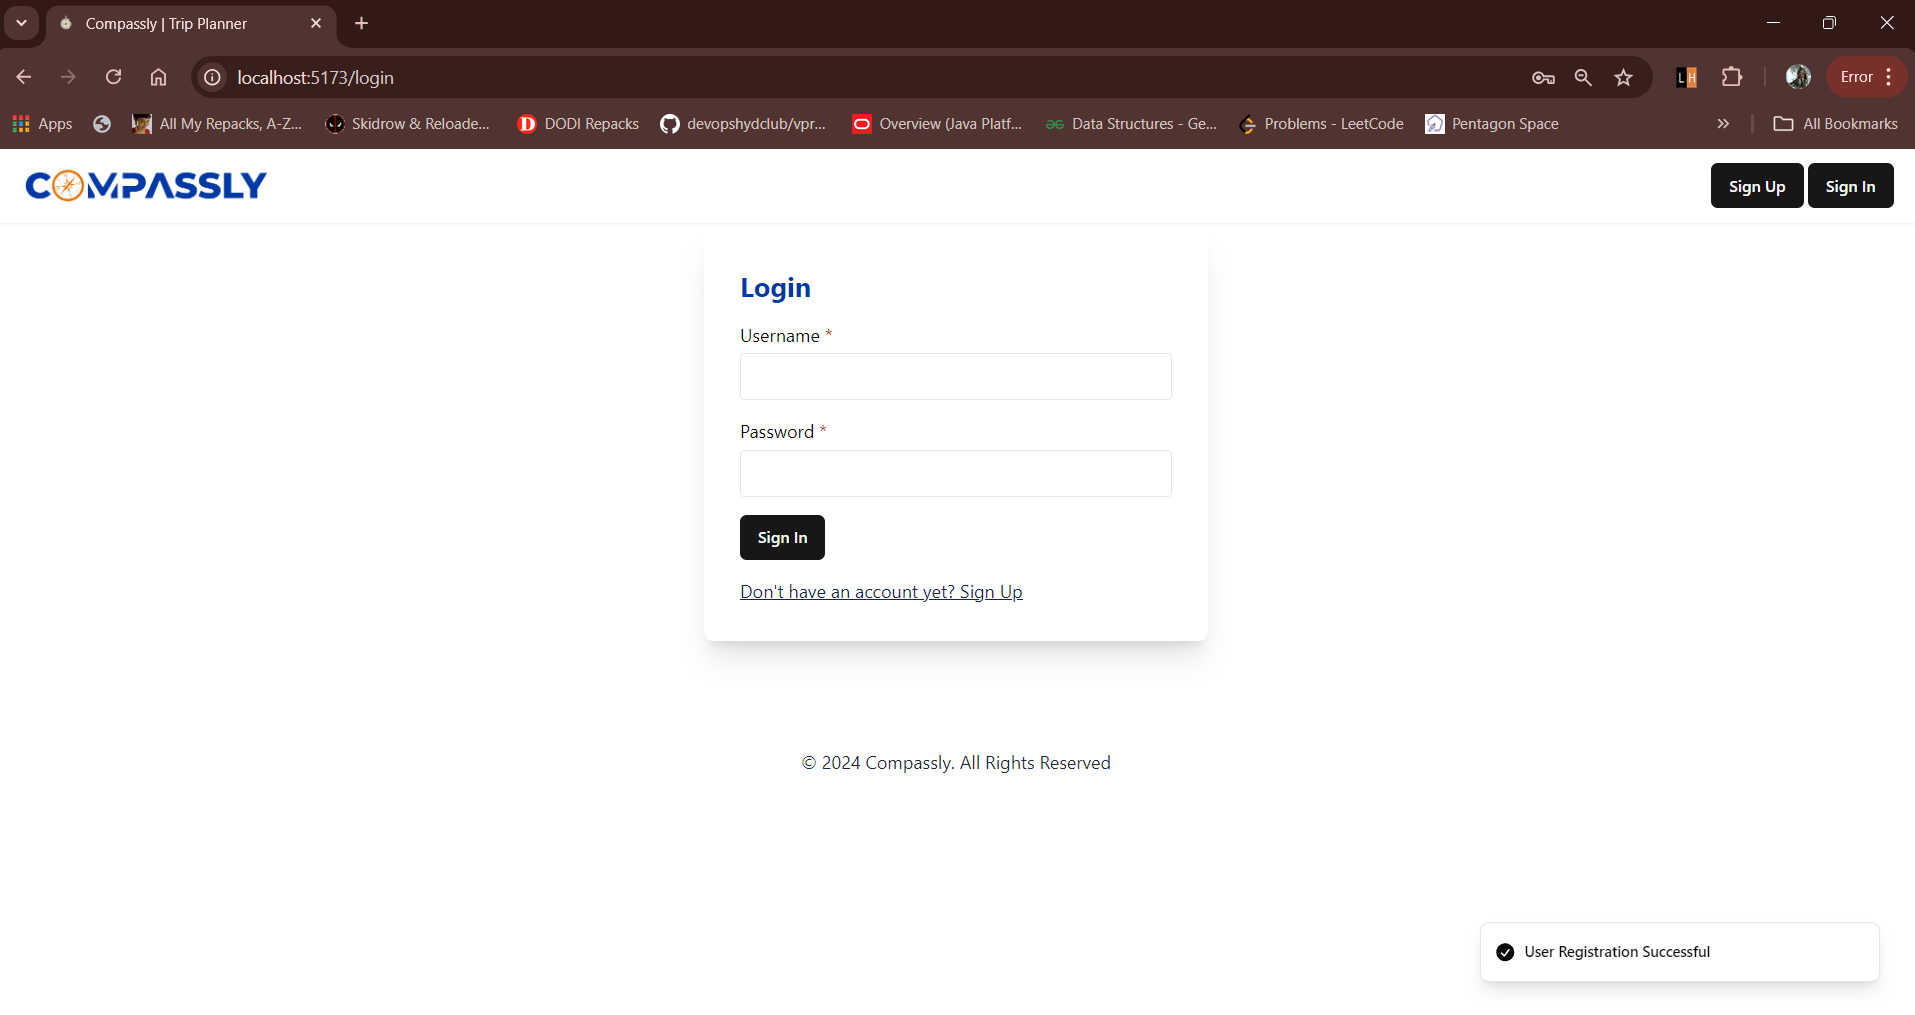 Compassly | Trip Planner
localhost:5173/login
Error
Apps
All My Repacks, A-Z...
Skidrow & Reloade...
DODI Repacks
devopshydclub/vpr...
Overview (Java Platf...
Data Structures - Ge...
Problems - LeetCode
Pentagon Space
All Bookmarks
COMPASSLY
Sign Up
Sign In
Login
Username *
Password *
Sign In
Don't have an account yet? Sign Up
© 2024 Compassly. All Rights Reserved
User Registration Successful